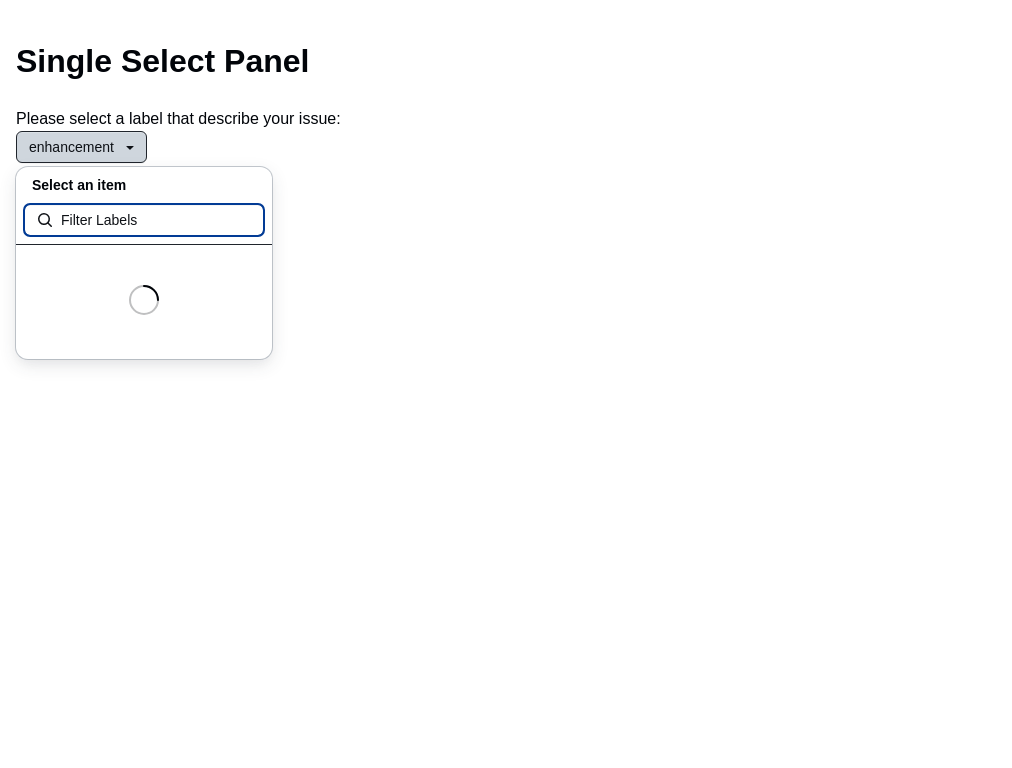 Single Select Panel
Please select a label that describe your issue:
enhancement
Select an item
Filter Labels